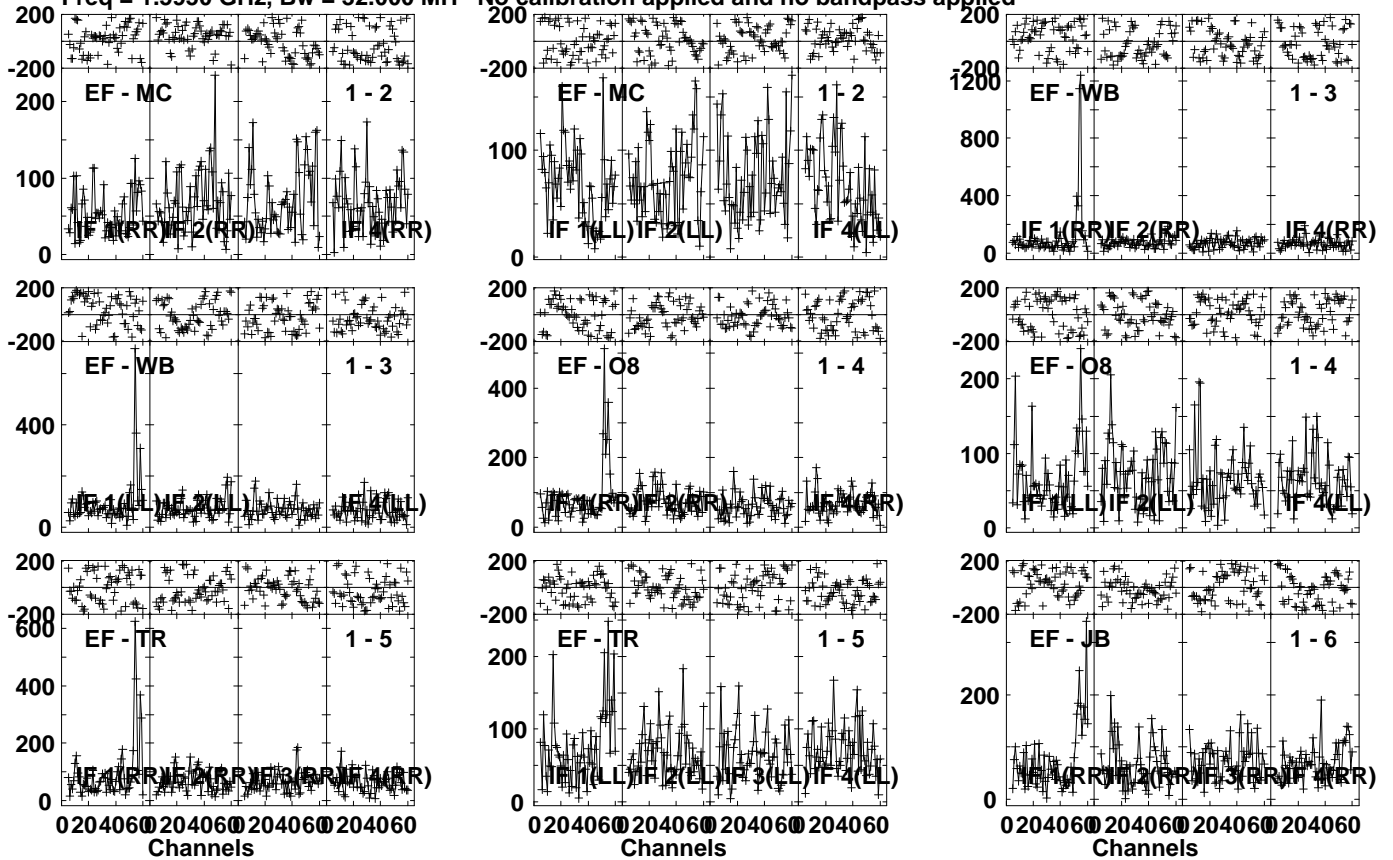 Freq = 1.5950 GHz, Bw = 32.000 MH No calibration applied and no bandpass applied
200
-200
200
100
0
EF - MC
1 - 2
IF 1(RR)
IF 2(RR)
IF 4(RR)
200
-200
100
0
EF - MC
1 - 2
IF 1(LL)
IF 2(LL)
IF 4(LL)
200
-200
1200
800
400
0
EF - WB
1 - 3
IF 1(RR)
IF 2(RR)
IF 4(RR)
200
-200
400
0
EF - WB
1 - 3
IF 1(LL)
IF 2(LL)
IF 4(LL)
200
-200
400
200
0
EF - O8
1 - 4
IF 1(RR)
IF 2(RR)
IF 4(RR)
200
-200
200
100
0
EF - O8
1 - 4
IF 1(LL)
IF 2(LL)
IF 4(LL)
200
-200
600
400
200
0
EF - TR
1 - 5
IF 1(RR)
IF 2(RR)
IF 3(RR)
IF 4(RR)
0 20 40 60 0 20 40 60 0 20 40 60 0 20 40 60
Channels
200
-200
200
100
0
EF - TR
1 - 5
IF 1(LL)
IF 2(LL)
IF 3(LL)
IF 4(LL)
0 20 40 60 0 20 40 60 0 20 40 60 0 20 40 60
Channels
200
-200
200
0
EF - JB
1 - 6
IF 1(RR)
IF 2(RR)
IF 3(RR)
IF 4(RR)
0 20 40 60 0 20 40 60 0 20 40 60 0 20 40 60
Channels